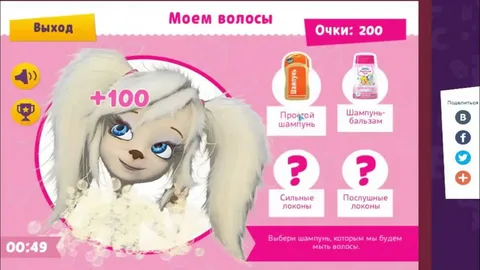 Моем волосы
Выход
Очки: 200
+100
Шампунь
Простой
шампунь
Шампунь-
бальзам
?
?
Сильные
локоны
Послушные
локоны
00:49
Выбери шампунь, которым мы будем
мыть волосы.
Поделиться
B
f
+